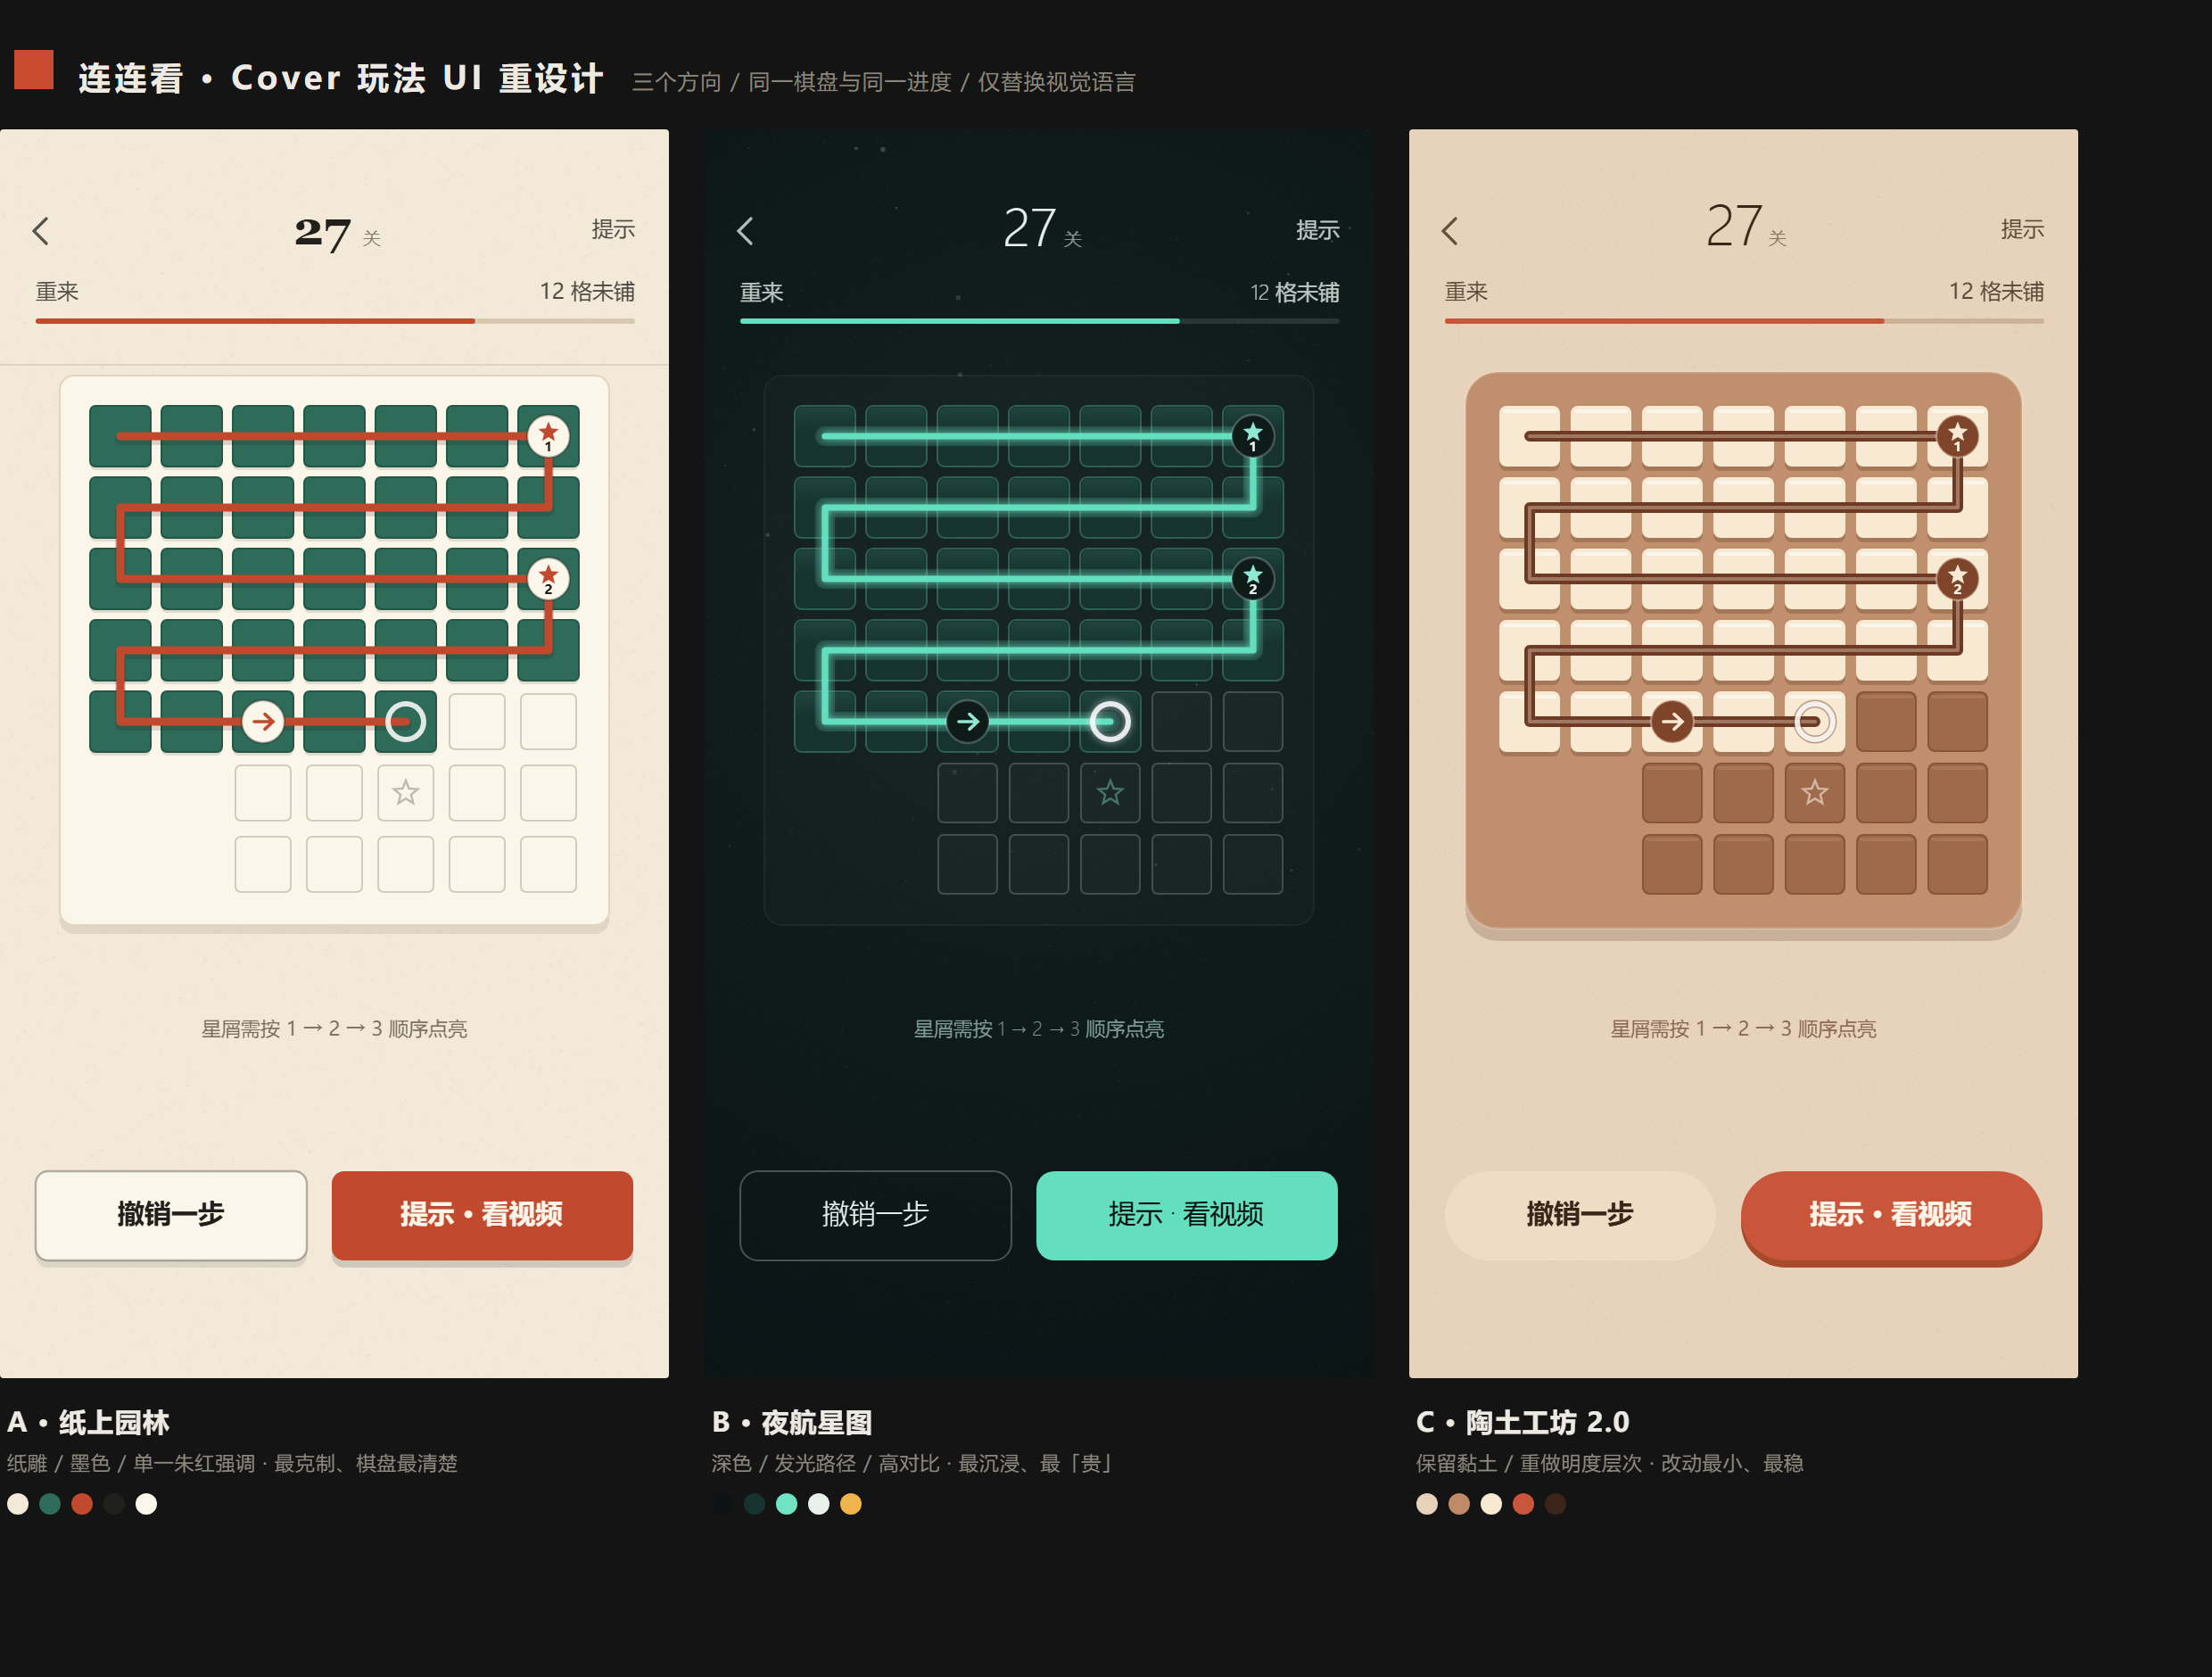 连连看 • Cover 玩法 UI 重设计 三个方向 / 同一棋盘与同一进度 / 仅替换视觉语言
27 关
提示
重来
12 格未铺
1
2
星屑需按 1 → 2 → 3 顺序点亮
撤销一步
提示 • 看视频
A • 纸上园林
纸雕 / 墨色 / 单一朱红强调 · 最克制、棋盘最清楚
27 关
提示
重来
12 格未铺
1
2
星屑需按 1 → 2 → 3 顺序点亮
撤销一步
提示 · 看视频
B • 夜航星图
深色 / 发光路径 / 高对比 · 最沉浸、最「贵」
27 关
提示
重来
12 格未铺
1
2
星屑需按 1 → 2 → 3 顺序点亮
撤销一步
提示 • 看视频
C • 陶土工坊 2.0
保留黏土 / 重做明度层次 · 改动最小、最稳